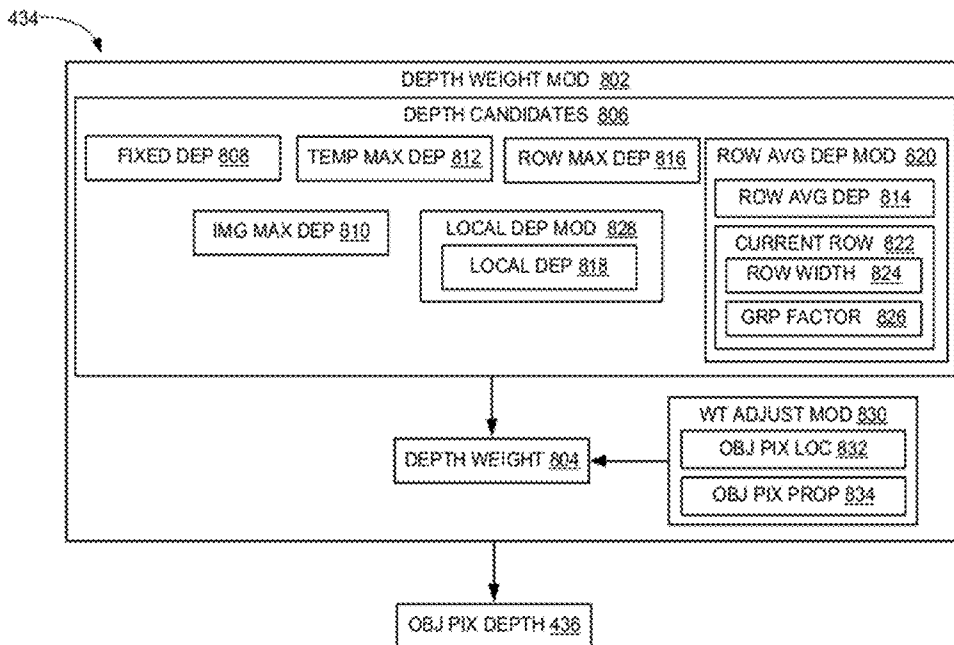 434
DEPTH WEIGHT MOD 802
DEPTH CANDIDATES 806
FIXED DEP 808
TEMP MAX DEP 812
ROW MAX DEP 816
ROW AVG DEP MOD 820
ROW AVG DEP 814
IMG MAX DEP 810
LOCAL DEP MOD 828
LOCAL DEP 818
CURRENT ROW 822
ROW WIDTH 824
GRP FACTOR 826
WT ADJUST MOD 830
OBJ PIX LOC 832
OBJ PIX PROP 834
DEPTH WEIGHT 804
OBJ PIX DEPTH 436